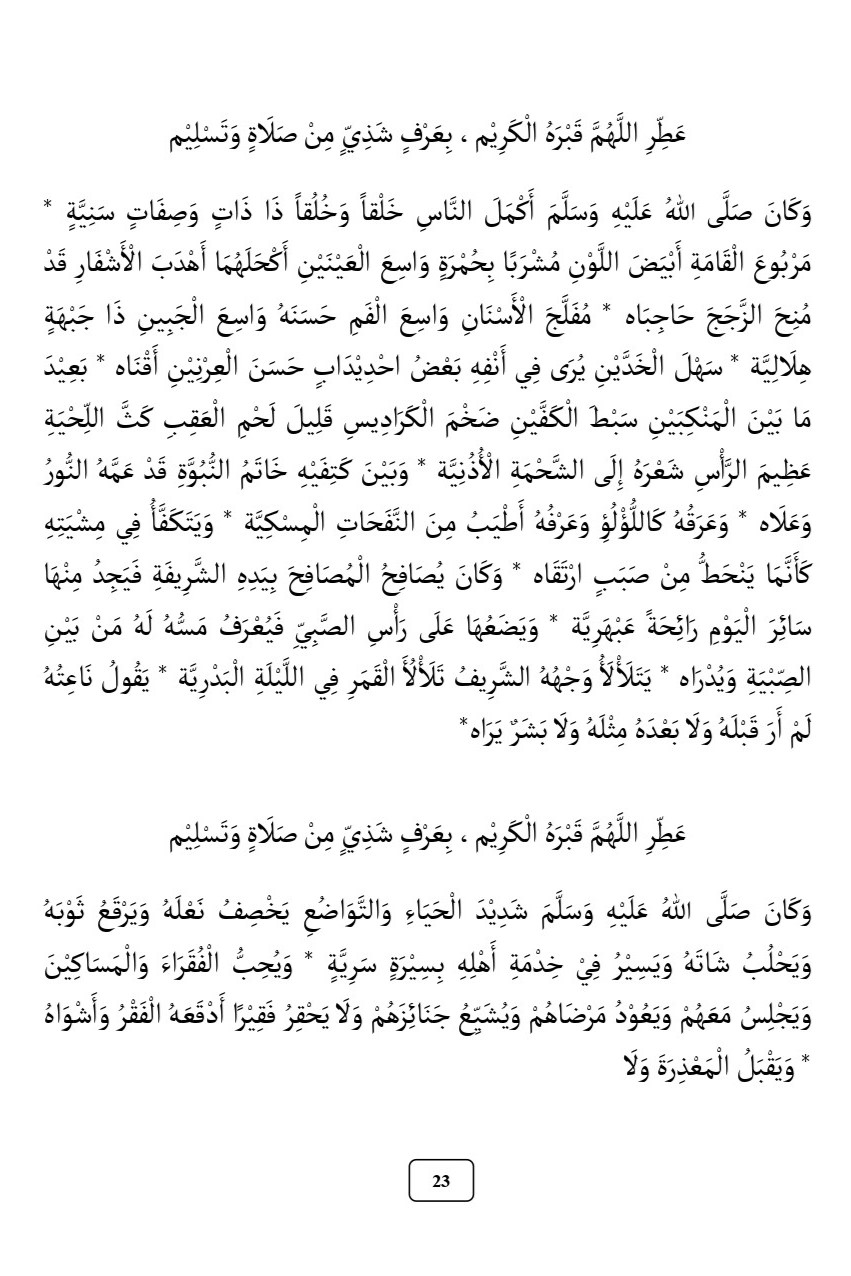 عَطِّرِ اللَّهُمَّ قَبْرَهُ الْكَرِيْم ، بِعَرْفٍ شَذِيٍّ مِنْ صَلَاةٍ وَتَسْلِيْم
وَكَانَ صَلَّى اللهُ عَلَيْهِ وَسَلَّمَ أَكْمَلَ النَّاسِ خَلْقاً وَخُلُقاً ذَا ذَاتٍ وَصِفَاتٍ سَنِيَّةٍ *
مَرْبُوعَ الْقَامَةِ أَبْيَضَ اللَّوْنِ مُشْرَبًا بِحُمْرَةٍ وَاسِعَ الْعَيْنَيْنِ أَكْحَلَهُمَا أَهْدَبَ الْأَشْفَارِ قَدْ
مُنِحَ الزَّجَجَ حَاجِبَاه * مُفَلَّجَ الْأَسْنَانِ وَاسِعَ الْفَمِ حَسَنَهُ وَاسِعَ الْجَبِينِ ذَا جَبْهَةٍ
هِلَالِيَّة * سَهْلَ الْخَدَّيْنِ يُرَى فِي أَنْفِهِ بَعْضُ احْدِيْدَابٍ حَسَنَ الْعِرْنِيْنِ أَقْنَاه * بَعِيْدَ
مَا بَيْنَ الْمَنْكِبَيْنِ سَبْطَ الْكَفَّيْنِ ضَخْمَ الْكَرَادِيسِ قَلِيلَ لَحْمِ الْعَقِبِ كَثَّ اللِّحْيَةِ
عَظِيمَ الرَّأْسِ شَعْرَهُ إِلَى الشَّحْمَةِ الْأُذُنِيَّة * وَبَيْنَ كَتِفَيْهِ خَاتَمُ النُّبُوَّةِ قَدْ عَمَّهُ النُّورُ
وَعَلَاه * وَعَرَقُهُ كَاللُّؤْلُؤِ وَعَرْفُهُ أَطْيَبُ مِنَ النَّفَحَاتِ الْمِسْكِيَّة * وَيَتَكَفَّأُ فِي مِشْيَتِهِ
كَأَنَّمَا يَنْحَطُّ مِنْ صَبَبٍ ارْتَقَاه * وَكَانَ يُصَافِحُ الْمُصَافِحَ بِيَدِهِ الشَّرِيفَةِ فَيَجِدُ مِنْهَا
سَائِرَ الْيَوْمِ رَائِحَةً عَبْهَرِيَّة * وَيَضَعُهَا عَلَى رَأْسِ الصَّبِيِّ فَيُعْرَفُ مَسُّهُ لَهُ مَنْ بَيْنِ
الصِّبْيَةِ وَيُدْرَاه * يَتَلَأْلَأُ وَجْهُهُ الشَّرِيفُ تَلَأْلُأَ الْقَمَرِ فِي اللَّيْلَةِ الْبَدْرِيَّة * يَقُولُ نَاعِتُهُ
لَمْ أَرَ قَبْلَهُ وَلَا بَعْدَهُ مِثْلَهُ وَلَا بَشَرٌ يَرَاه*
عَطِّرِ اللَّهُمَّ قَبْرَهُ الْكَرِيْم ، بِعَرْفٍ شَذِيٍّ مِنْ صَلَاةٍ وَتَسْلِيْم
وَكَانَ صَلَّى اللهُ عَلَيْهِ وَسَلَّمَ شَدِيْدَ الْحَيَاءِ وَالتَّوَاضُعِ يَخْصِفُ نَعْلَهُ وَيَرْقَعُ ثَوْبَهُ
وَيَحْلُبُ شَاتَهُ وَيَسِيْرُ فِيْ خِدْمَةِ أَهْلِهِ بِسِيْرَةٍ سَرِيَّةٍ * وَيُحِبُّ الْفُقَرَاءَ وَالْمَسَاكِيْنَ
وَيَجْلِسُ مَعَهُمْ وَيَعُوْدُ مَرْضَاهُمْ وَيُشَيِّعُ جَنَائِزَهُمْ وَلَا يَحْقِرُ فَقِيْرًا أَدْقَعَهُ الْفَقْرُ وَأَشْوَاهُ
* وَيَقْبَلُ الْمَعْذِرَةَ وَلَا
23